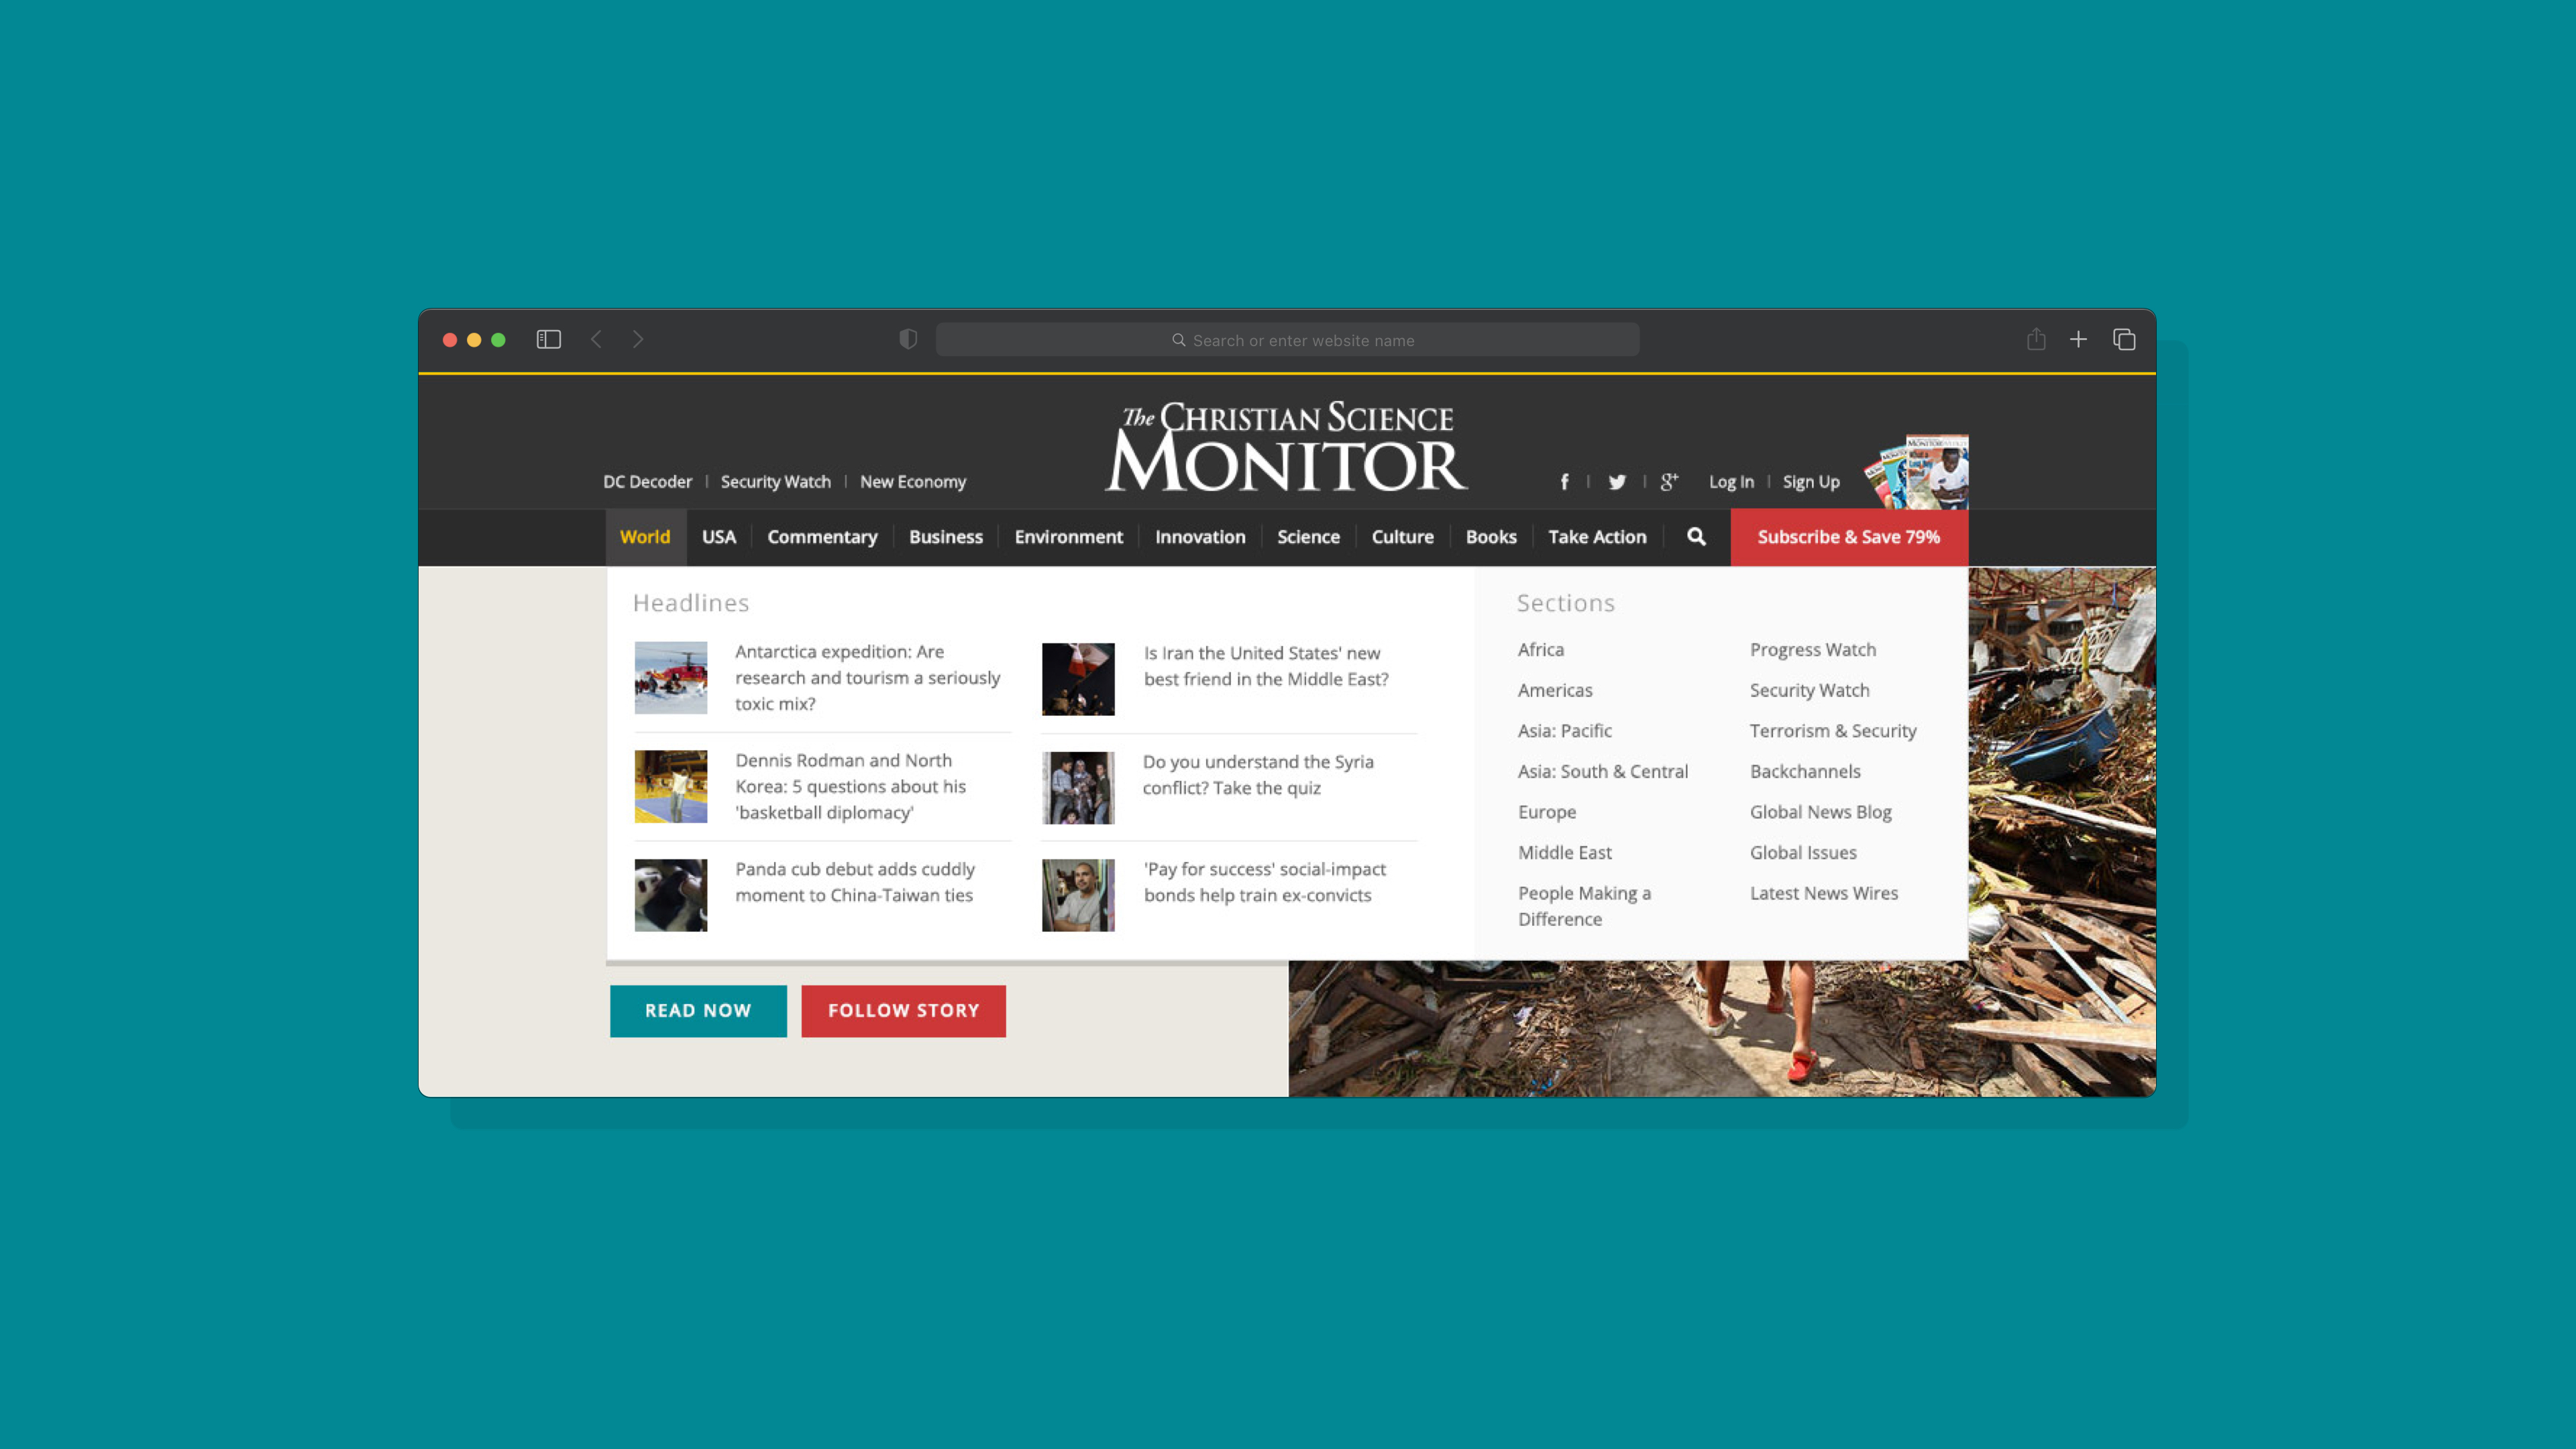 Search or enter website name
The CHRISTIAN SCIENCE
MONITOR
DC Decoder | Security Watch | New Economy
f | | g+ Log In | Sign Up
World USA Commentary Business Environment Innovation Science Culture Books Take Action Subscribe & Save 79%
Headlines
Antarctica expedition: Are
research and tourism a seriously
toxic mix?
Dennis Rodman and North
Korea: 5 questions about his
'basketball diplomacy'
Panda cub debut adds cuddly
moment to China-Taiwan ties
Is Iran the United States' new
best friend in the Middle East?
Do you understand the Syria
conflict? Take the quiz
'Pay for success' social-impact
bonds help train ex-convicts
Sections
Africa
Americas
Asia: Pacific
Asia: South & Central
Europe
Middle East
People Making a
Difference
Progress Watch
Security Watch
Terrorism & Security
Backchannels
Global News Blog
Global Issues
Latest News Wires
READ NOW FOLLOW STORY